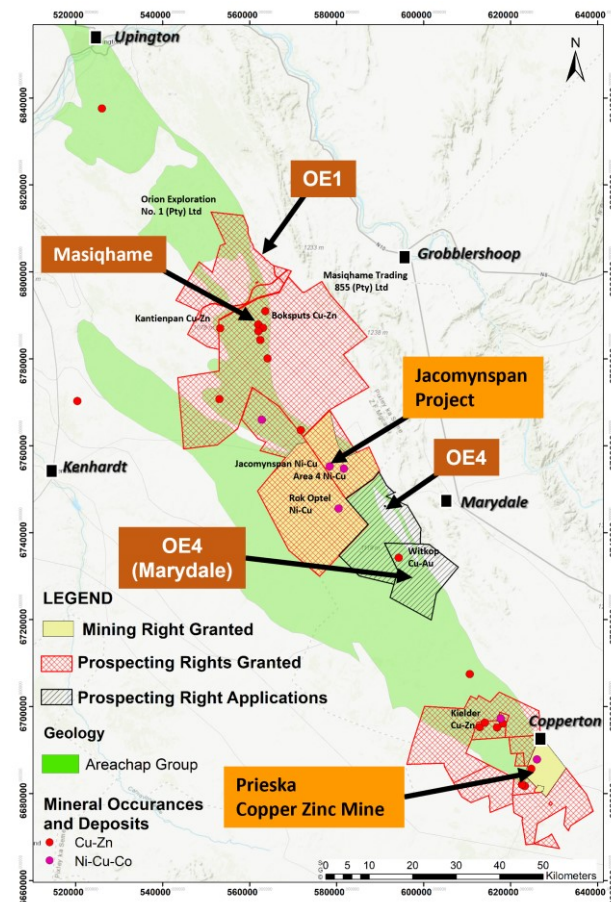 520000 540000 560000 580000 600000 620000 640000
N
Upington
6840000
6820000
6800000
6780000
6760000
6740000
6720000
6700000
6680000
6660000
OE1
Orion Exploration
No. 1 (Pty) Ltd
Masiqhame
1233 m
Grobblershoop
Masiqhame Trading
855 (Pty) Ltd
Kantienpan Cu-Zn
Boksputs Cu-Zn
1238 m
Jacomynspan
Project
Kenhardt
Jacomynspan Ni-Cu
Area 4 Ni-Cu
OE4
Rok Optel
Ni-Cu
Marydale
OE4
(Marydale)
Witkop
Cu-Au
LEGEND
Mining Right Granted
Prospecting Rights Granted
Prospecting Right Applications
Geology
Areachap Group
Mineral Occurances
and Deposits
Cu-Zn
Ni-Cu-Co
Kielder
Cu-Zn
Copperton
Prieska
Copper Zinc Mine
0 5 10 20 30 40 50
Kilometers
520000 540000 560000 580000 600000 620000 640000